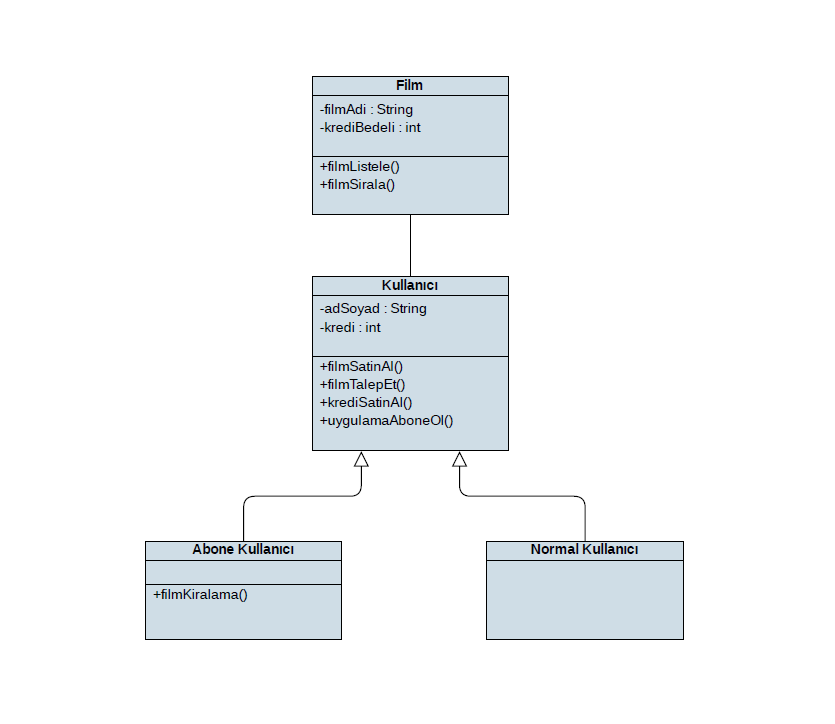 Film
-filmAdi : String
-krediBedeli : int
+filmListele()
+filmSirala()
Kullanıcı
-adSoyad : String
-kredi : int
+filmSatinAl()
+filmTalepEt()
+krediSatinAl()
+uygulamaAboneOl()
Abone Kullanıcı
+filmKiralama()
Normal Kullanıcı